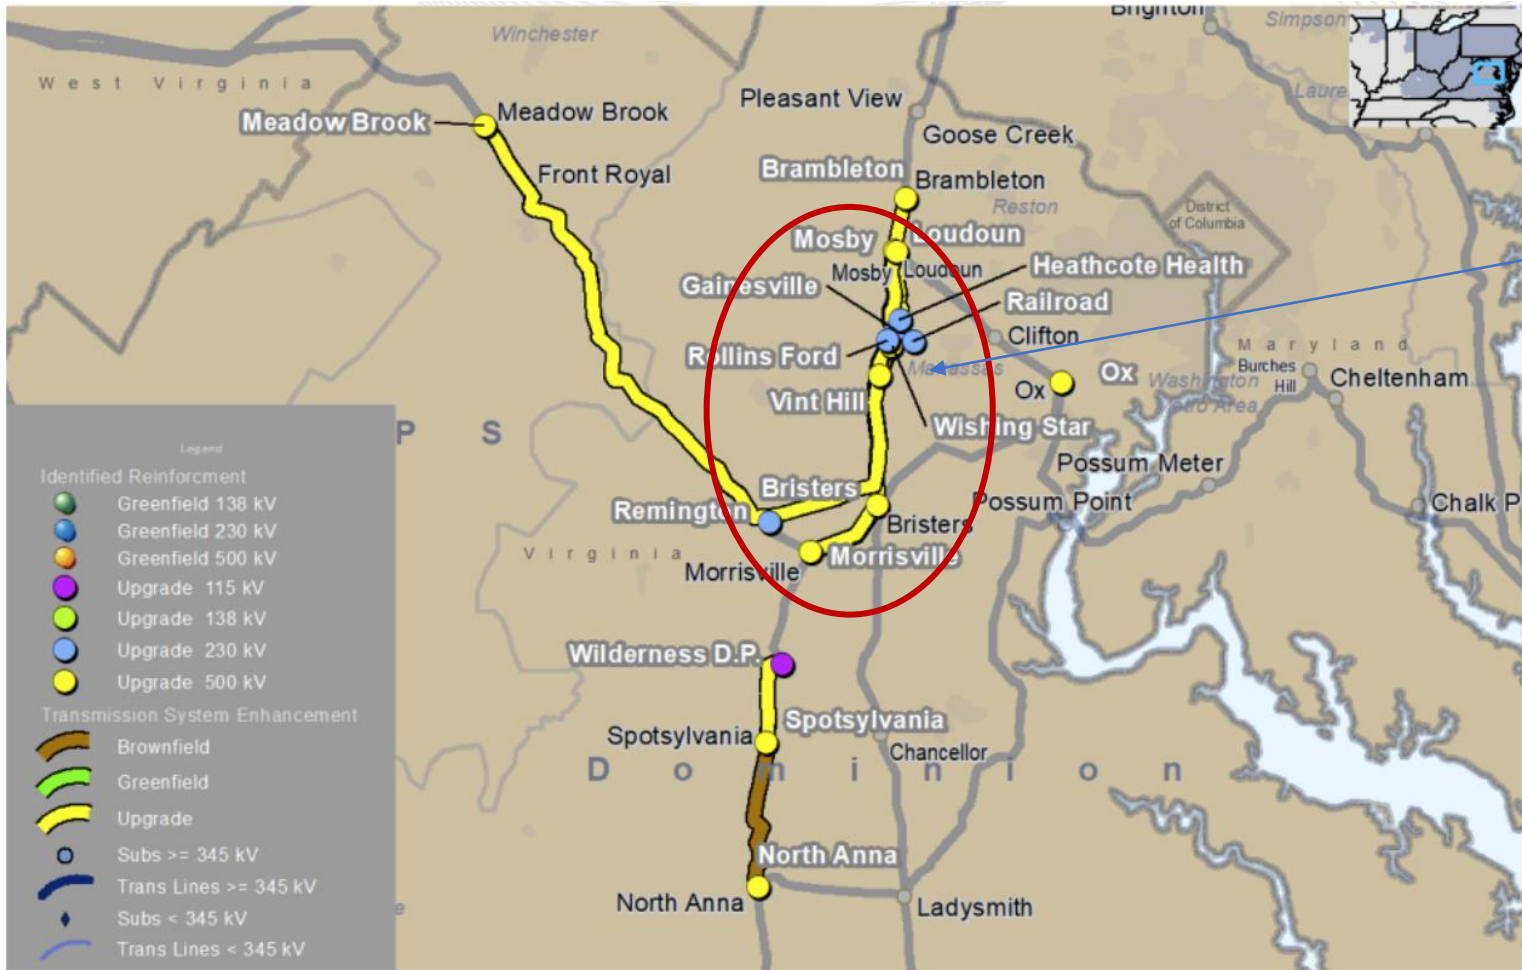 Brighton
Simpson
Winchester
West Virginia
Laure
Pleasant View
Meadow Brook
Meadow Brook
Goose Creek
Front Royal
Brambleton
Brambleton
Reston
District
of Columbia
Mosby
Loudoun
Mosby
Loudoun
Heathcote Health
Gainesville
Railroad
Clifton
Rollins Ford
Manassas
Maryland
Burches
Hill
Cheltenham
Ox
Ox
Washington
Metro Area
Vint Hill
Wishing Star
P S
Possum Meter
Bristers
Possum Point
Chalk P
Remington
Bristers
Virginia
Morrisville
Morrisville
Wilderness D.P.
Spotsylvania
Spotsylvania
Chancellor
Dominion
North Anna
North Anna
Ladysmith
e
Legend
Identified Reinforcment
Greenfield 138 kV
Greenfield 230 kV
Greenfield 500 kV
Upgrade 115 kV
Upgrade 138 kV
Upgrade 230 kV
Upgrade 500 kV
Transmission System Enhancement
Brownfield
Greenfield
Upgrade
Subs >= 345 kV
Trans Lines >= 345 kV
Subs < 345 kV
Trans Lines < 345 kV